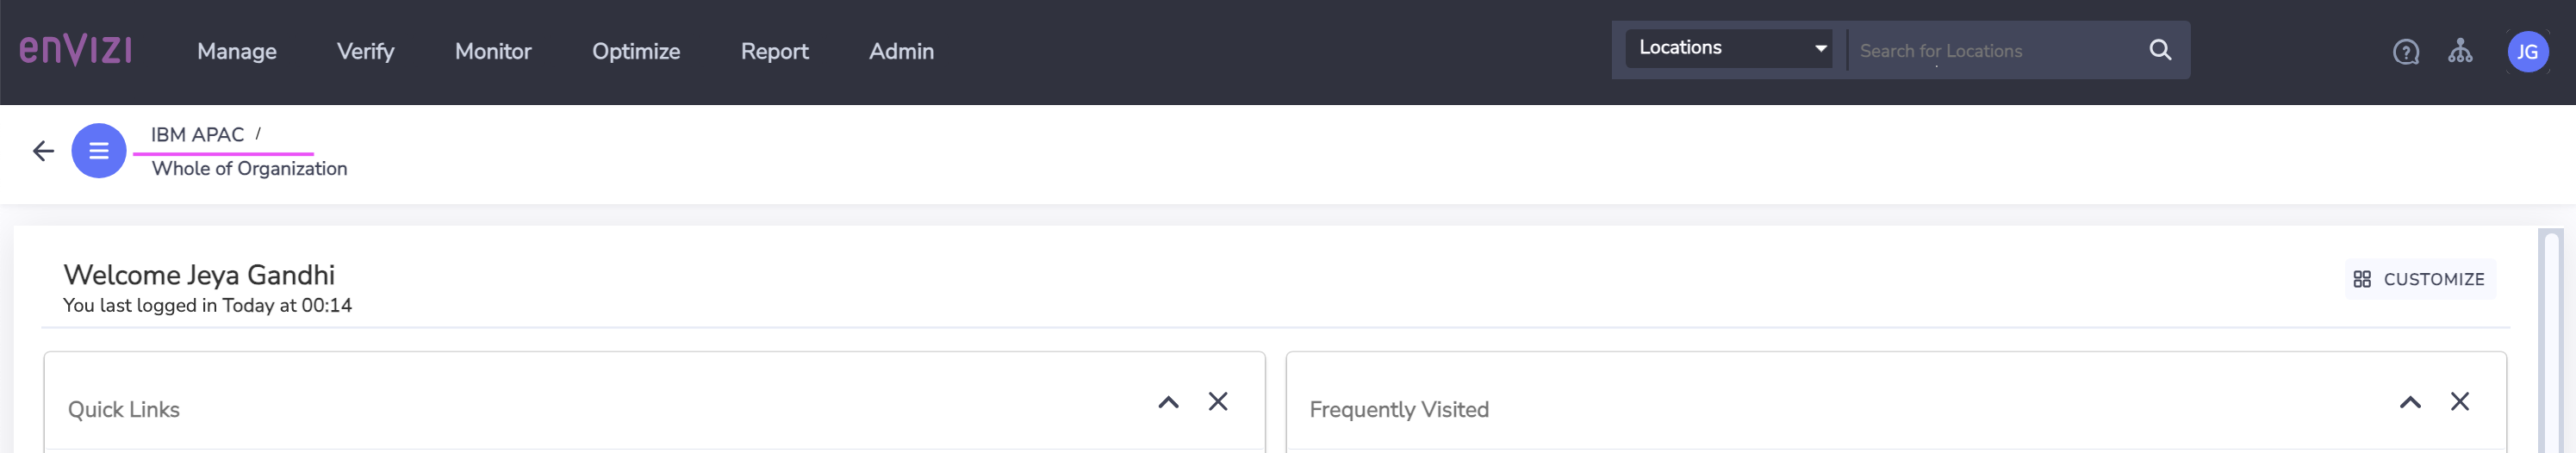 enVIZI Manage Verify Monitor Optimize Report Admin Locations Search for Locations JG
IBM APAC /
Whole of Organization
Welcome Jeya Gandhi
CUSTOMIZE
You last logged in Today at 00:14
Quick Links
Frequently Visited